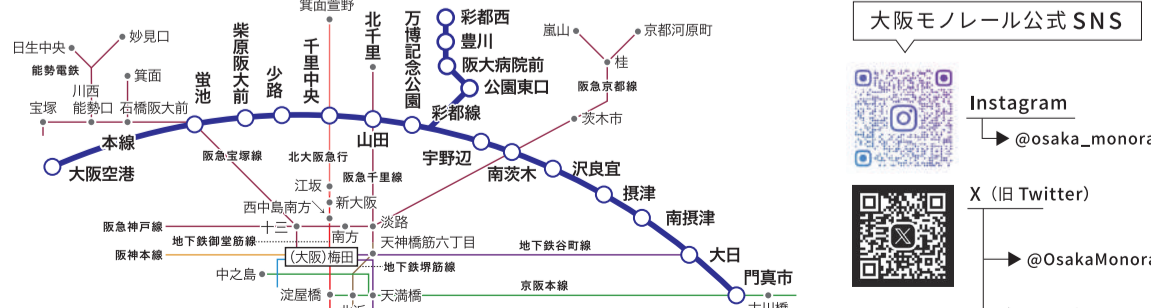 箕面萱野
北千里
万博記念公園
彩都西
豊川
阪大病院前
公園東口
彩都線
嵐山
京都河原町
桂
阪急京都線
茨木市
日生中央
妙見口
能勢電鉄
箕面
川西
能勢口
宝塚
石橋阪大前
蛍池
柴原阪大前
少路
千里中央
山田
本線
大阪空港
宇野辺
南茨木
沢良宜
摂津
南摂津
大日
門真市
阪急宝塚線
北大阪急行
阪急千里線
江坂
新大阪
西中島南方
淡路
阪急神戸線
十三
南方
地下鉄御堂筋線
天神橋筋六丁目
阪神本線
(大阪)梅田
地下鉄谷町線
地下鉄堺筋線
中之島
淀屋橋
天満橋
京阪本線
大阪モノレール公式 SNS
Instagram
@osaka_monora
X（旧 Twitter）
@OsakaMonora